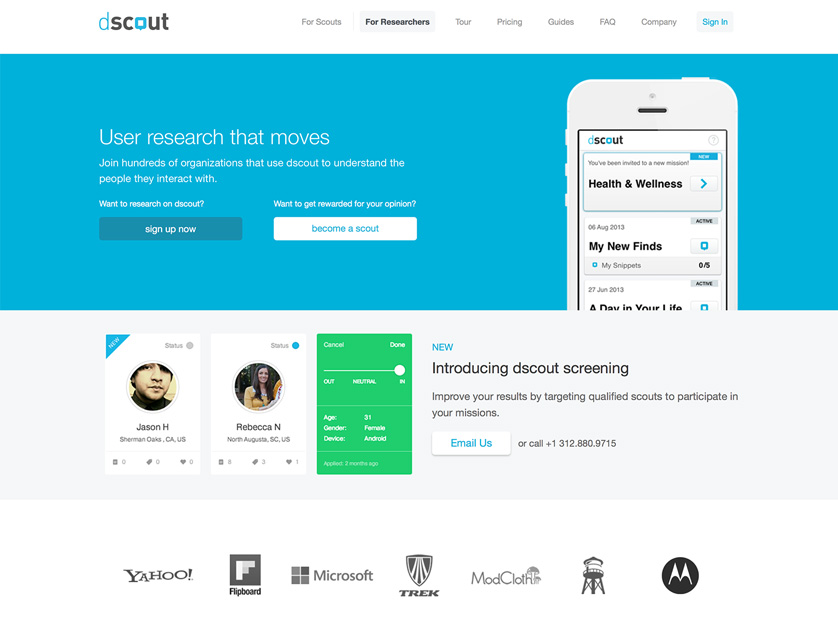 dscout
For Scouts
For Researchers
Tour
Pricing
Guides
FAQ
Company
Sign In
User research that moves
Join hundreds of organizations that use dscout to understand the
people they interact with.
Want to research on dscout?
sign up now
Want to get rewarded for your opinion?
become a scout
dscout
?
NEW
You've been invited to a new mission!
Health & Wellness
ACTIVE
06 Aug 2013
My New Finds
My Snippets
0/5
ACTIVE
27 Jun 2013
A Day in Your Life
NEW
Status
Jason H
Sherman Oaks , CA, US
0
0
0
Status
Rebecca N
North Augusta, SC, US
8
3
1
Cancel
Done
OUT
NEUTRAL
IN
Age: 31
Gender: Female
Device: Android
Applied: 2 months ago
NEW
Introducing dscout screening
Improve your results by targeting qualified scouts to participate in
your missions.
Email Us
or call +1 312.880.9715
YAHOO!
Flipboard
Microsoft
TREK
ModCloth